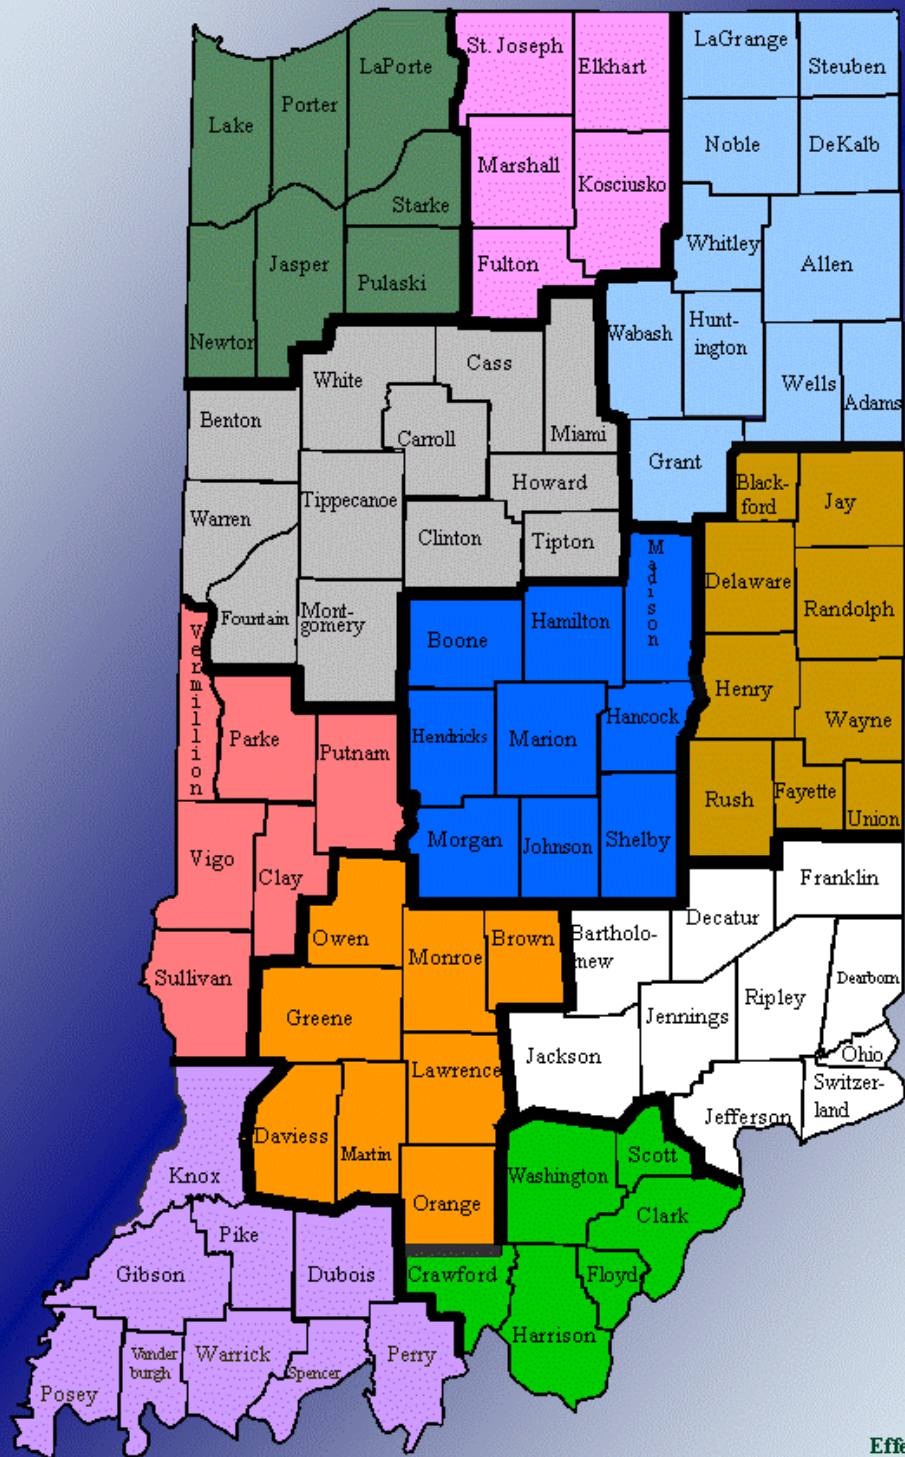 St. Joseph
LaGrange
Elkhart
Steuben
LaPorte
Porter
Lake
Noble
DeKalb
Marshall
Kosciusko
Starke
Whitley
Allen
Fulton
Jasper
Pulaski
Newton
Wabash
Hunt-
ington
Cass
White
Wells
Adams
Benton
Carroll
Miami
Grant
Howard
Black-
ford
Jay
Tippecanoe
Warren
Clinton
Tipton
Madison
Delaware
Randolph
Fountain
Mont-
gomery
Boone
Hamilton
Vermillion
Henry
Hancock
Wayne
Parke
Putnam
Hendricks
Marion
Rush
Fayette
Union
Vigo
Clay
Morgan
Johnson
Shelby
Franklin
Decatur
Owen
Monroe
Brown
Bartholo-
mew
Sullivan
Greene
Jennings
Ripley
Dearborn
Jackson
Ohio
Lawrence
Switzer-
land
Jefferson
Daviess
Martin
Scott
Washington
Knox
Orange
Clark
Pike
Gibson
Dubois
Crawford
Floyd
Harrison
Vander
burgh
Warrick
Spencer
Perry
Posey
Effe